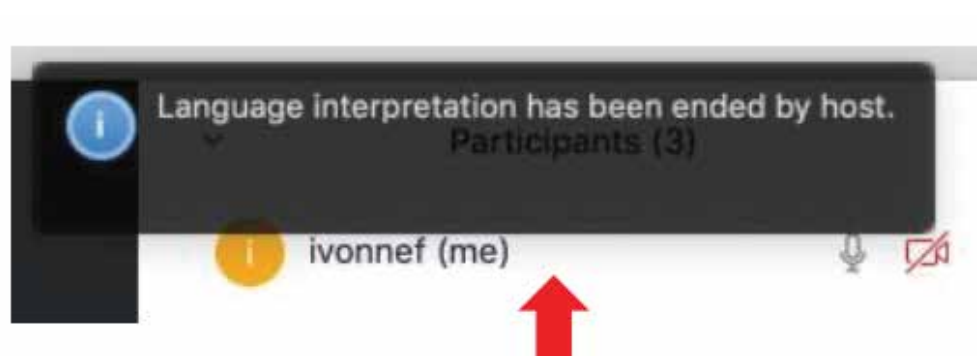 i
Language interpretation has been ended by host.
Participants (3)
i
ivonnef (me)